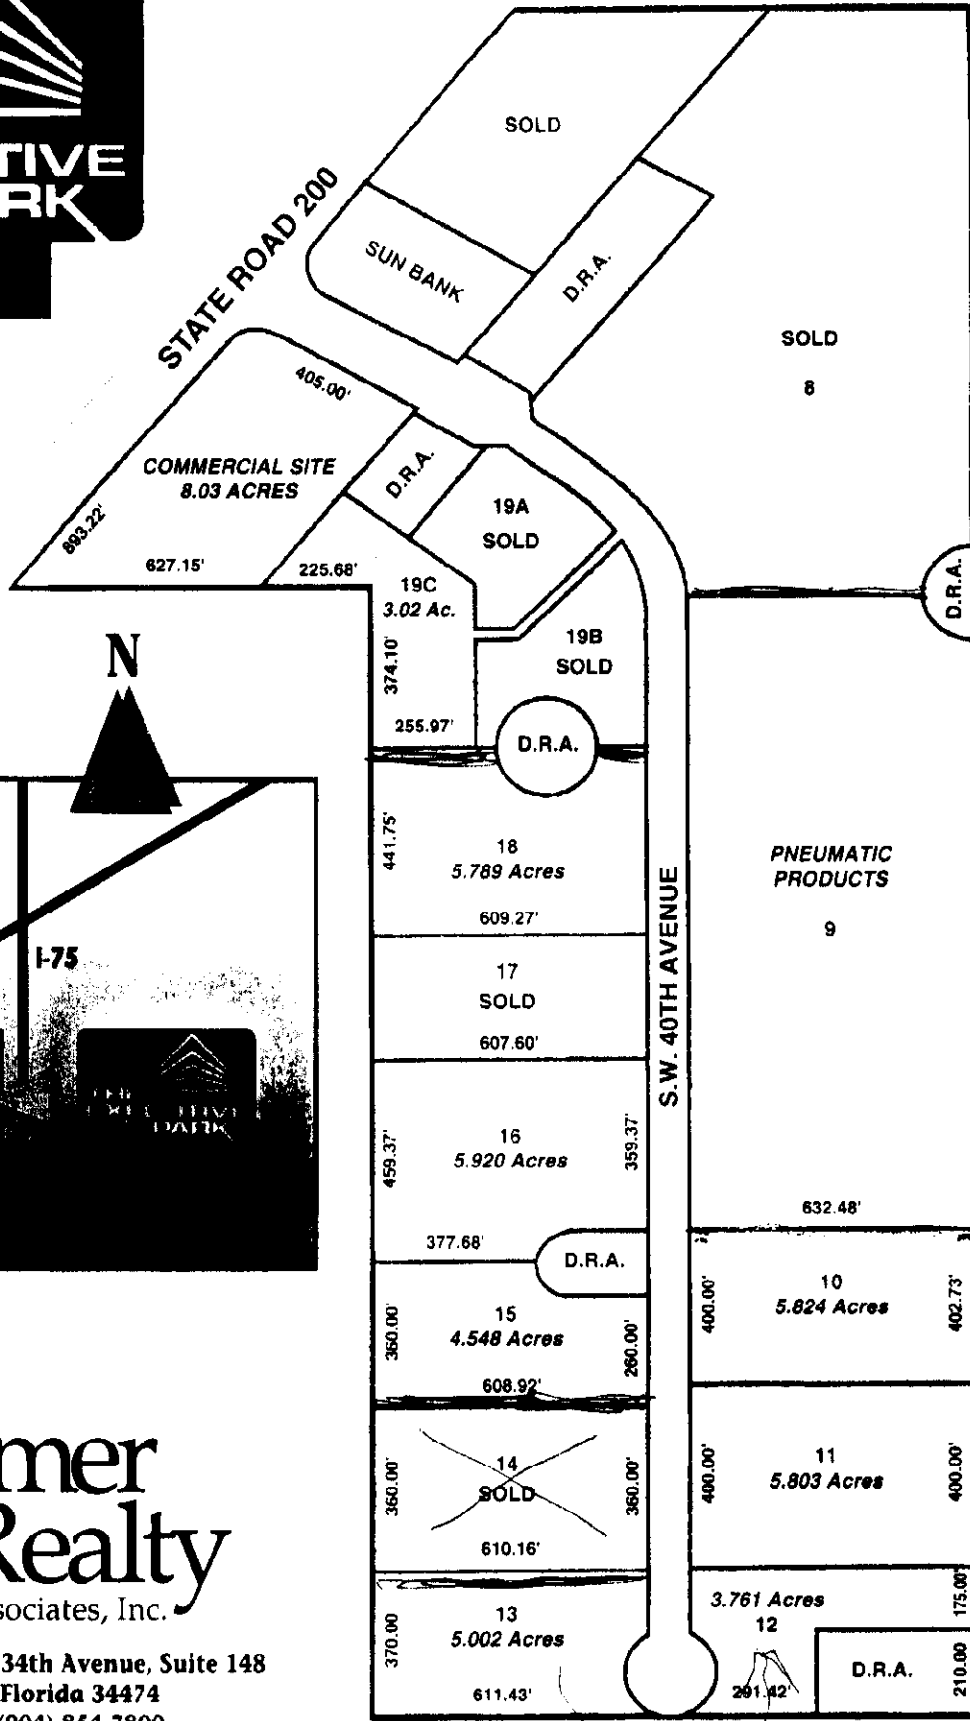 TIVE
RK
STATE ROAD 200
SOLD
SUN BANK
D.R.A.
SOLD
8
405.00'
COMMERCIAL SITE
8.03 ACRES
893.22'
627.15'
D.R.A.
19A
SOLD
225.68'
19C
3.02 Ac.
374.10'
255.97'
19B
SOLD
D.R.A.
D.R.A.
N
I-75
THE
EXECUTIVE
PARK
441.75'
18
5.789 Acres
609.27'
17
SOLD
607.60'
S.W. 40TH AVENUE
PNEUMATIC
PRODUCTS
9
459.37'
16
5.920 Acres
359.37'
377.68'
D.R.A.
632.48'
360.00'
15
4.548 Acres
260.00'
608.92'
400.00'
10
5.824 Acres
402.73'
360.00'
14
SOLD
360.00'
610.16'
400.00'
11
5.803 Acres
400.00'
370.00
13
5.002 Acres
611.43'
3.761 Acres
12
175.00'
291.42'
D.R.A.
210.00
mer
Realty
sociates, Inc.
34th Avenue, Suite 148
Florida 34474
(904) 854-7800